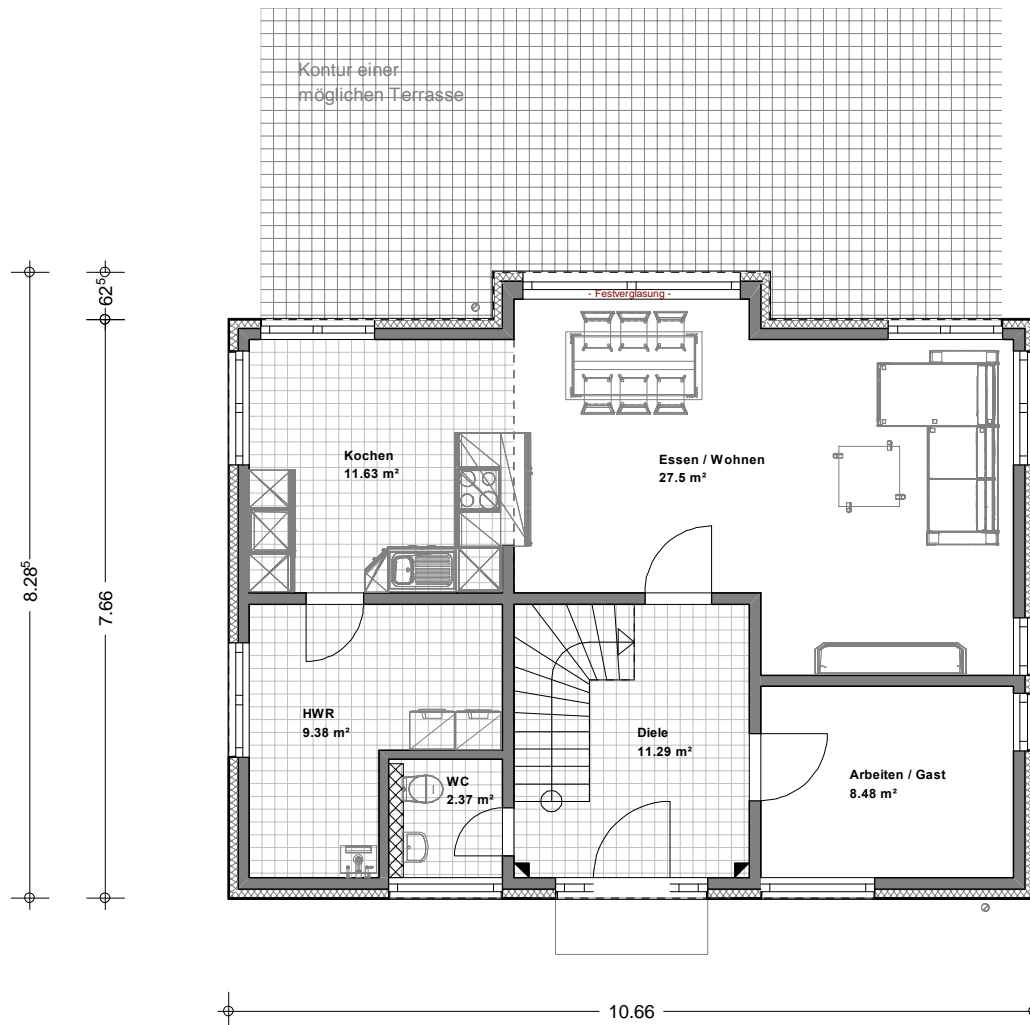 Kontur einer
möglichen Terrasse
- Festverglasung -
62⁵
8.28⁵
7.66
Kochen
11.63 m²
Essen / Wohnen
27.5 m²
HWR
9.38 m²
Diele
11.29 m²
WC
2.37 m²
Arbeiten / Gast
8.48 m²
10.66